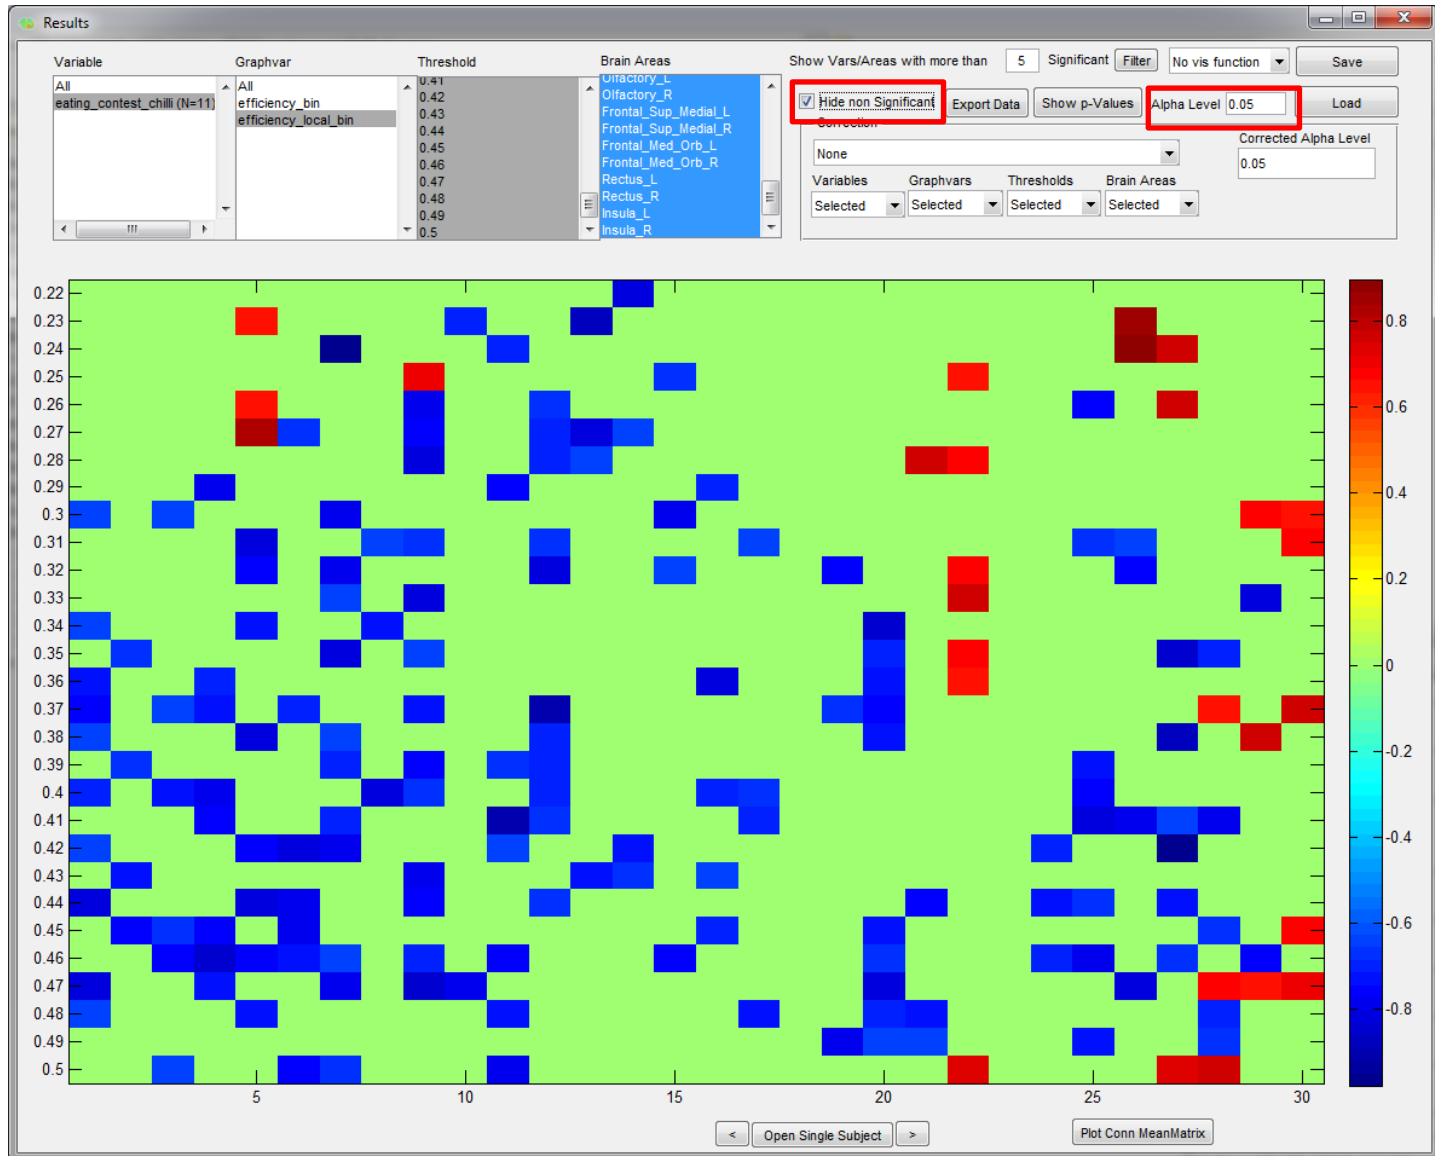 Results
Variable
Graphvar
Threshold
Brain Areas
Show Vars/Areas with more than 5 Significant Filter No vis function Save
All
eating_contest_chilli (N=11)
All
efficiency_bin
efficiency_local_bin
0.41
0.42
0.43
0.44
0.45
0.46
0.47
0.48
0.49
0.5
Olfactory_L
Olfactory_R
Frontal_Sup_Medial_L
Frontal_Sup_Medial_R
Frontal_Med_Orb_L
Frontal_Med_Orb_R
Rectus_L
Rectus_R
Insula_L
Insula_R
Hide non Significant Export Data Show p-Values Alpha Level 0.05 Load
Correction
None
Corrected Alpha Level
0.05
Variables Graphvars Thresholds Brain Areas
Selected Selected Selected Selected
0.22
0.23
0.24
0.25
0.26
0.27
0.28
0.29
0.3
0.31
0.32
0.33
0.34
0.35
0.36
0.37
0.38
0.39
0.4
0.41
0.42
0.43
0.44
0.45
0.46
0.47
0.48
0.49
0.5
5 10 15 20 25 30
0.8
0.6
0.4
0.2
0
-0.2
-0.4
-0.6
-0.8
< Open Single Subject > Plot Conn MeanMatrix